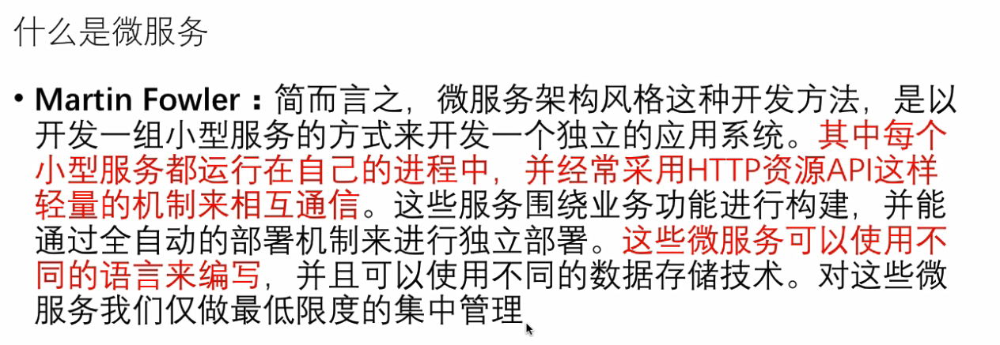 什么是微服务
• Martin Fowler：简而言之，微服务架构风格这种开发方法，是以
开发一组小型服务的方式来开发一个独立的应用系统。其中每个
小型服务都运行在自己的进程中，并经常采用HTTP资源API这样
轻量的机制来相互通信。这些服务围绕业务功能进行构建，并能
通过全自动的部署机制来进行独立部署。这些微服务可以使用不
同的语言来编写，并且可以使用不同的数据存储技术。对这些微
服务我们仅做最低限度的集中管理